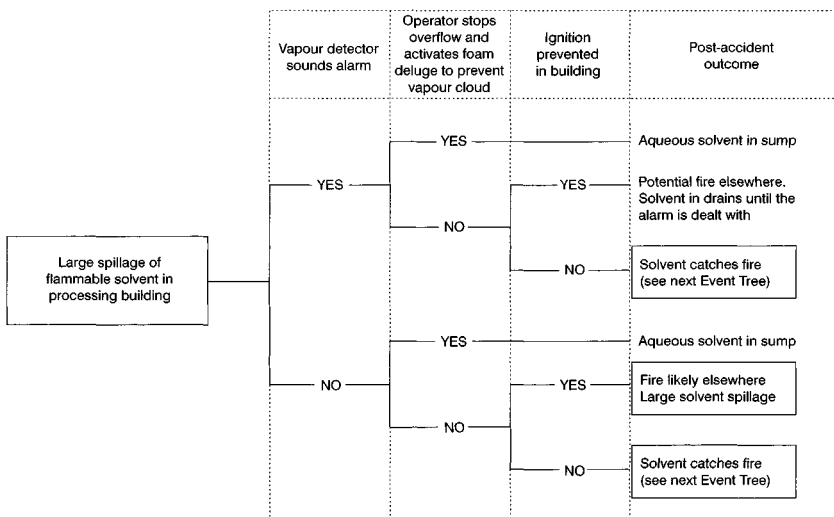 Vapour detector
sounds alarm
Operator stops
overflow and
activates foam
deluge to prevent
vapour cloud
Ignition
prevented
in building
Post-accident
outcome
Large spillage of
flammable solvent in
processing building
YES
YES
Aqueous solvent in sump
NO
YES
Potential fire elsewhere.
Solvent in drains until the
alarm is dealt with
NO
Solvent catches fire
(see next Event Tree)
NO
YES
Aqueous solvent in sump
NO
YES
Fire likely elsewhere
Large solvent spillage
NO
Solvent catches fire
(see next Event Tree)